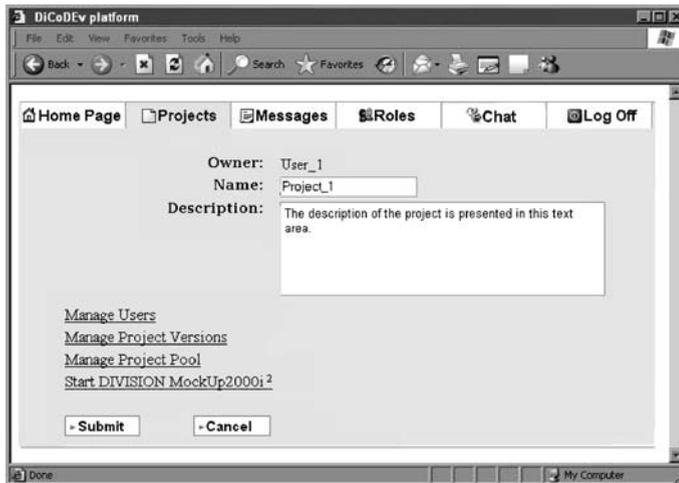 DiCoDEv platform
File Edit View Favorites Tools Help
Back Search Favorites
Home Page Projects Messages Roles Chat Log Off
Owner: User_1
Name: Project_1
Description: The description of the project is presented in this text
area.
Manage Users
Manage Project Versions
Manage Project Pool
Start DIVISION MockUp2000i²
Submit Cancel
Done My Computer